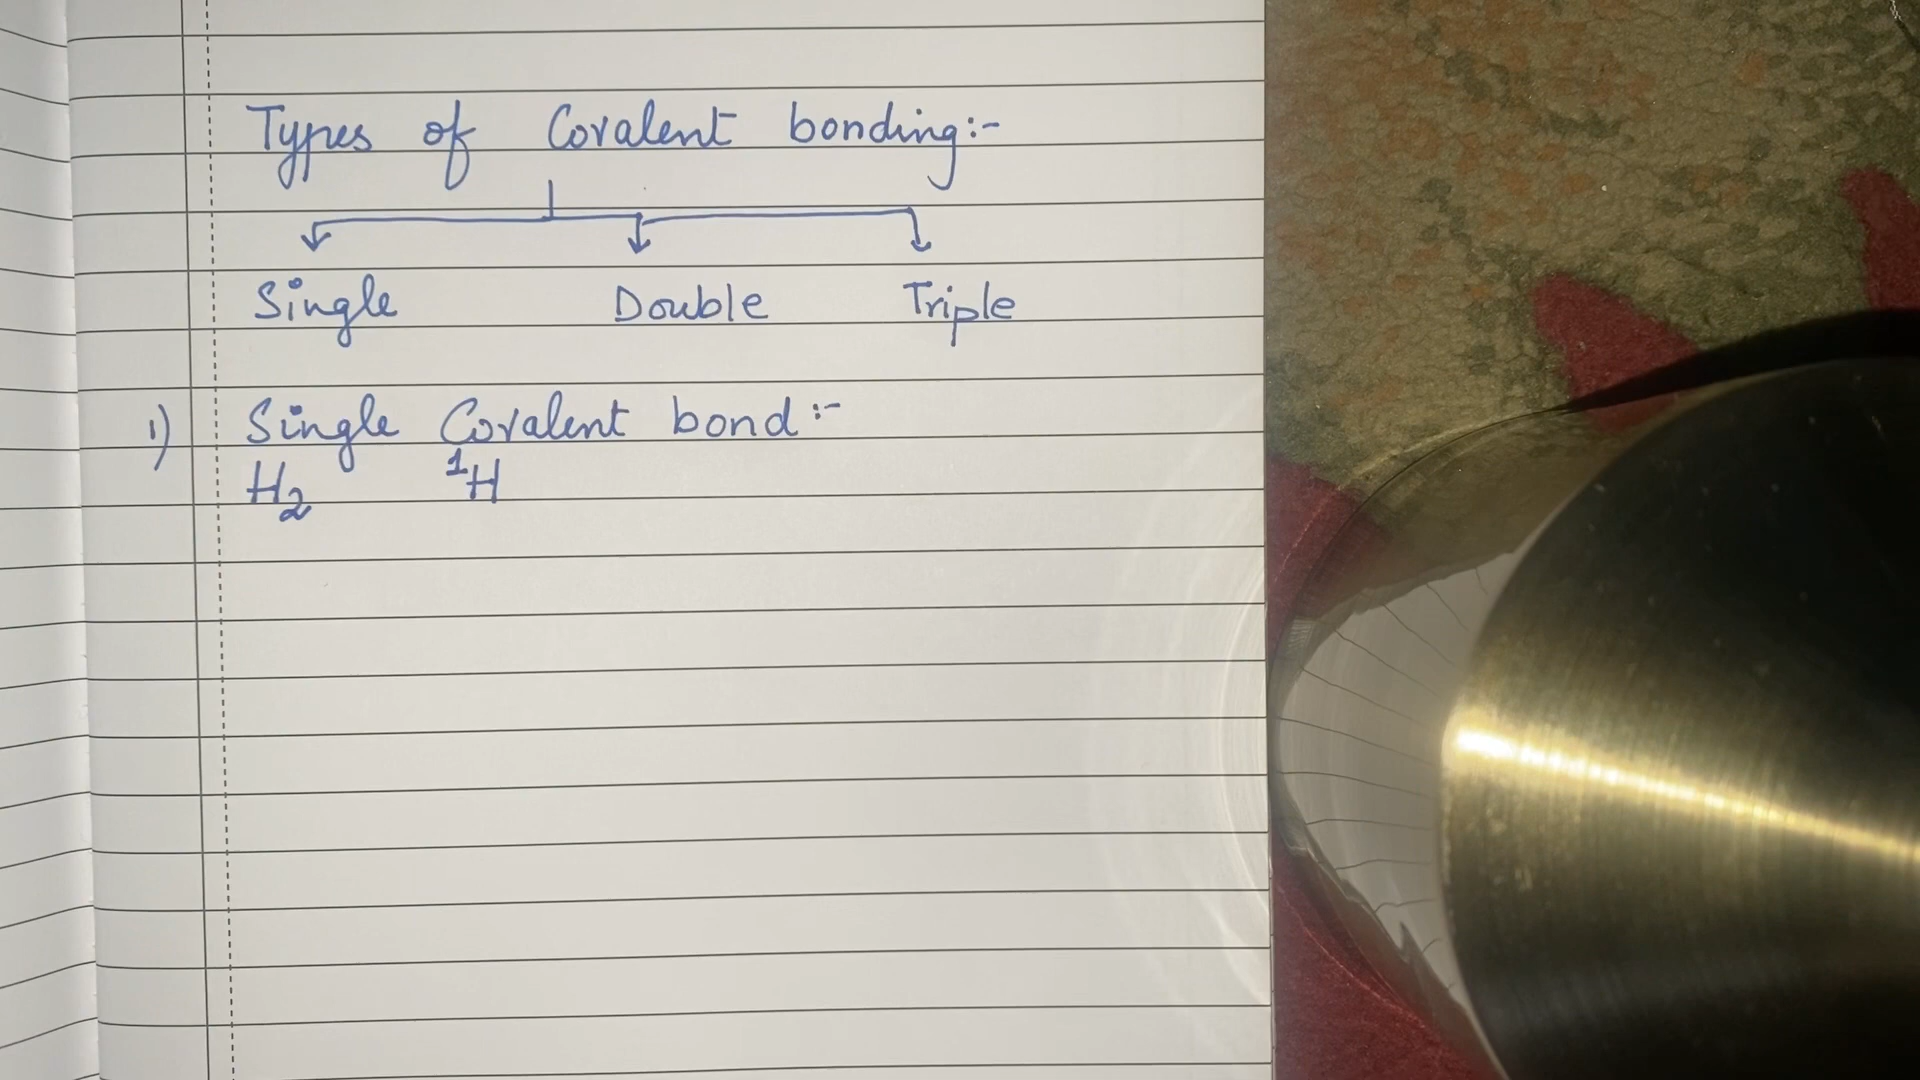 Types of Covalent bonding:-
Single Double Triple
1) Single Covalent bond:-
H₂ ¹H